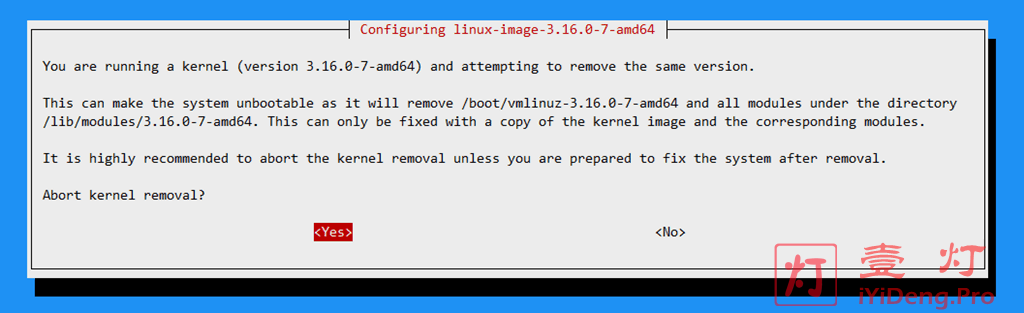 Configuring linux-image-3.16.0-7-amd64
You are running a kernel (version 3.16.0-7-amd64) and attempting to remove the same version.
This can make the system unbootable as it will remove /boot/vmlinuz-3.16.0-7-amd64 and all modules under the directory
/lib/modules/3.16.0-7-amd64. This can only be fixed with a copy of the kernel image and the corresponding modules.
It is highly recommended to abort the kernel removal unless you are prepared to fix the system after removal.
Abort kernel removal?
<Yes> <No>
灯 壹灯
iYiDeng.Pro